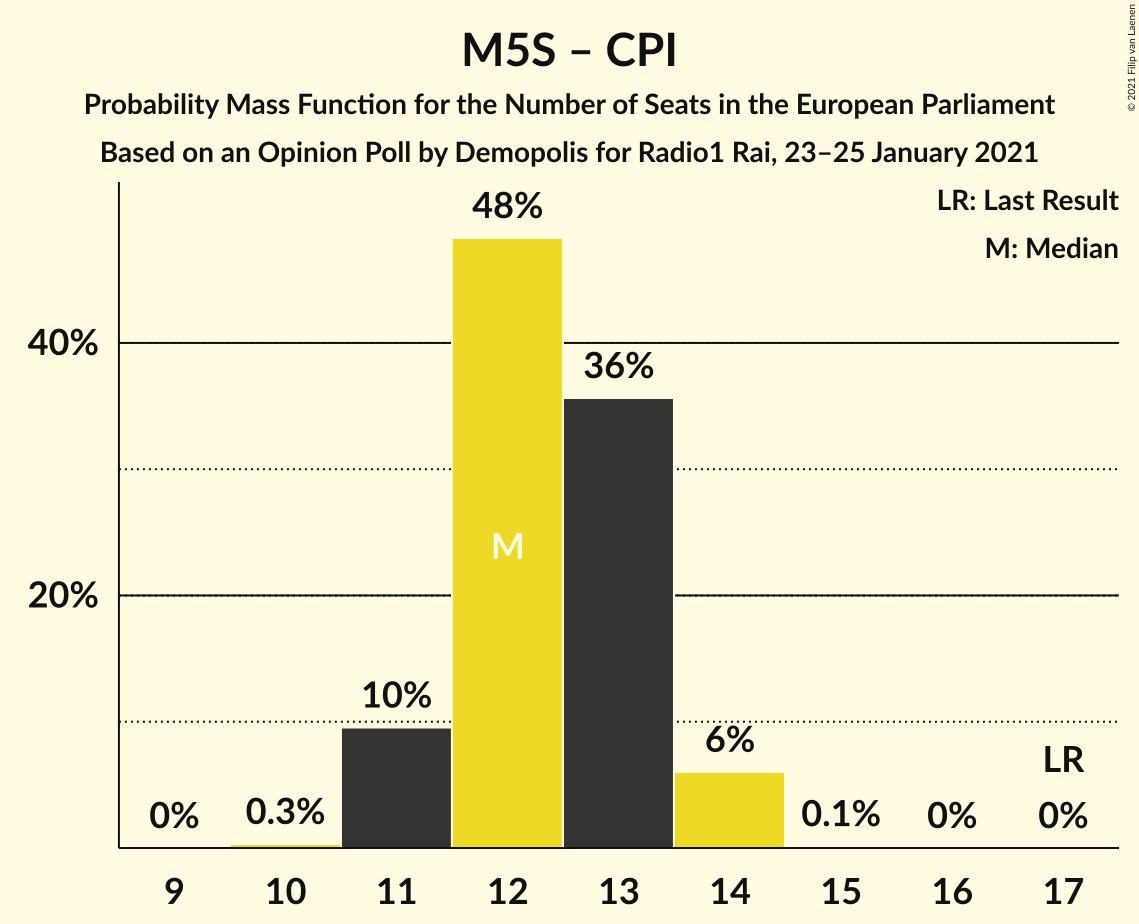 M5S – CPI
Probability Mass Function for the Number of Seats in the European Parliament
Based on an Opinion Poll by Demopolis for Radio1 Rai, 23–25 January 2021
© 2021 Filip van Laenen
LR: Last Result
M: Median
48%
40%
36%
M
20%
10%
6%
LR
0%
0.3%
0.1%
0%
0%
9
10
11
12
13
14
15
16
17